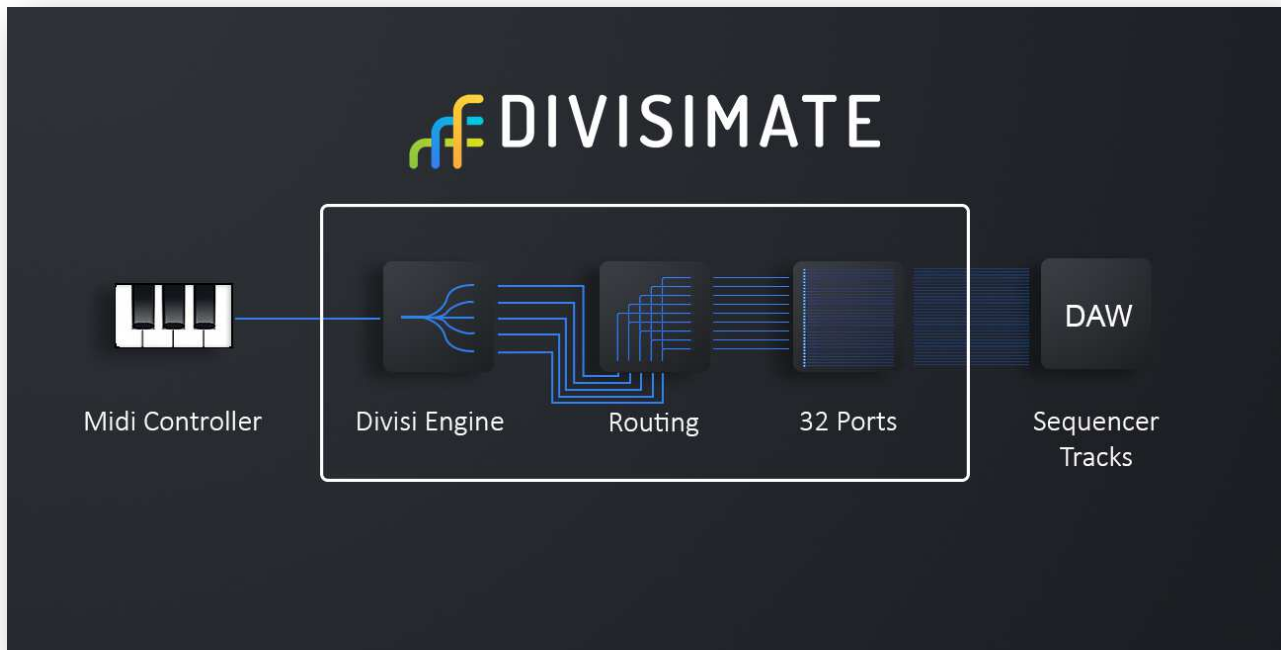 DIVISIMATE
Midi Controller
Divisi Engine
Routing
32 Ports
DAW
Sequencer
Tracks